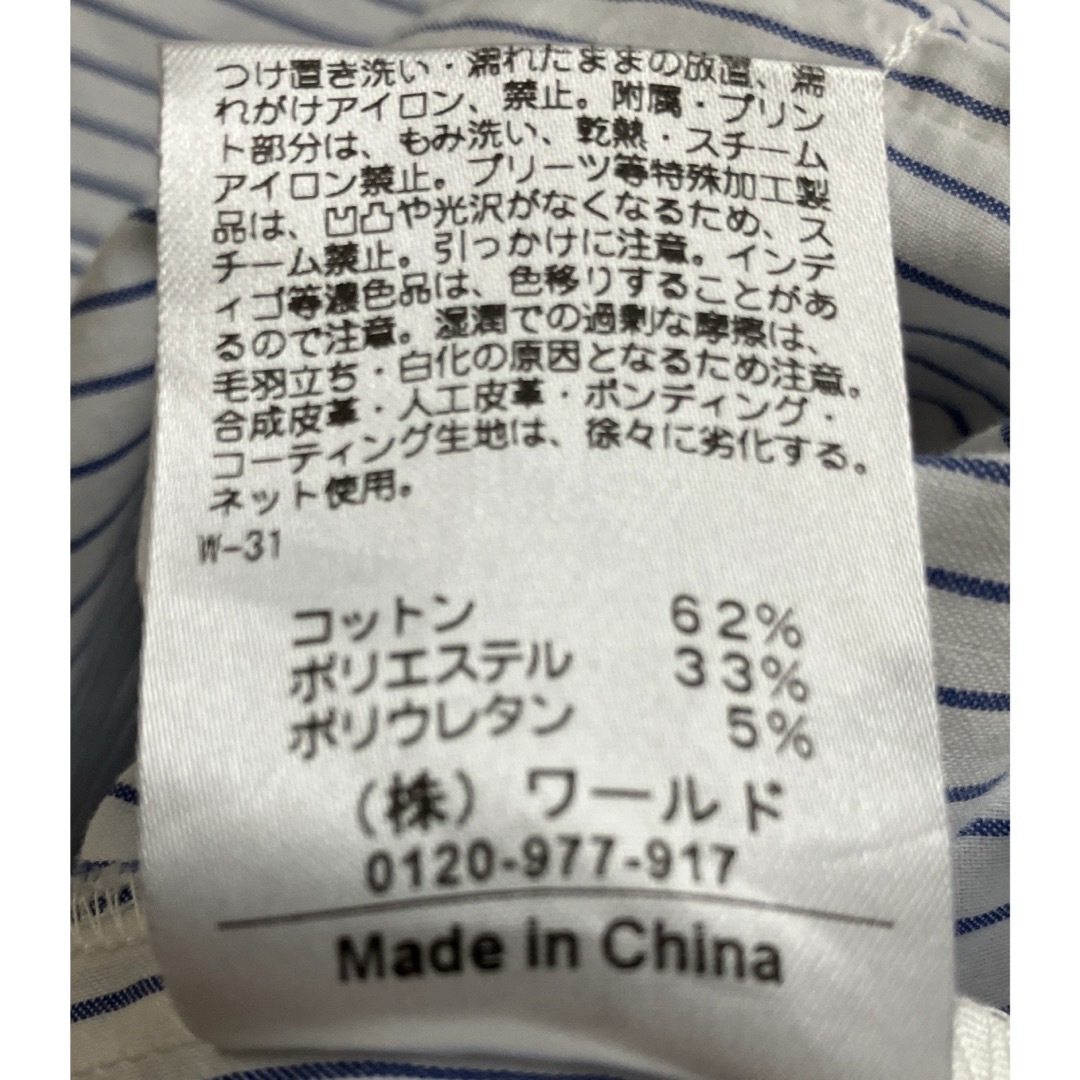 つけ置き洗い・濡れたままの放置、濡
れがけアイロン、禁止。附属・プリン
ト部分は、もみ洗い、乾熱・スチーム
アイロン禁止。プリーツ等特殊加工製
品は、凹凸や光沢がなくなるため、ス
チーム禁止。引っかけに注意。インデ
ィゴ等濃色品は、色移りすることがあ
るので注意。湿潤での過剰な摩擦は、
毛羽立ち・白化の原因となるため注意。
合成皮革・人工皮革・ボンディング・
コーティング生地は、徐々に劣化する。
ネット使用。
W-31
コットン 62%
ポリエステル 33%
ポリウレタン 5%
(株) ワールド
0120-977-917
Made in China